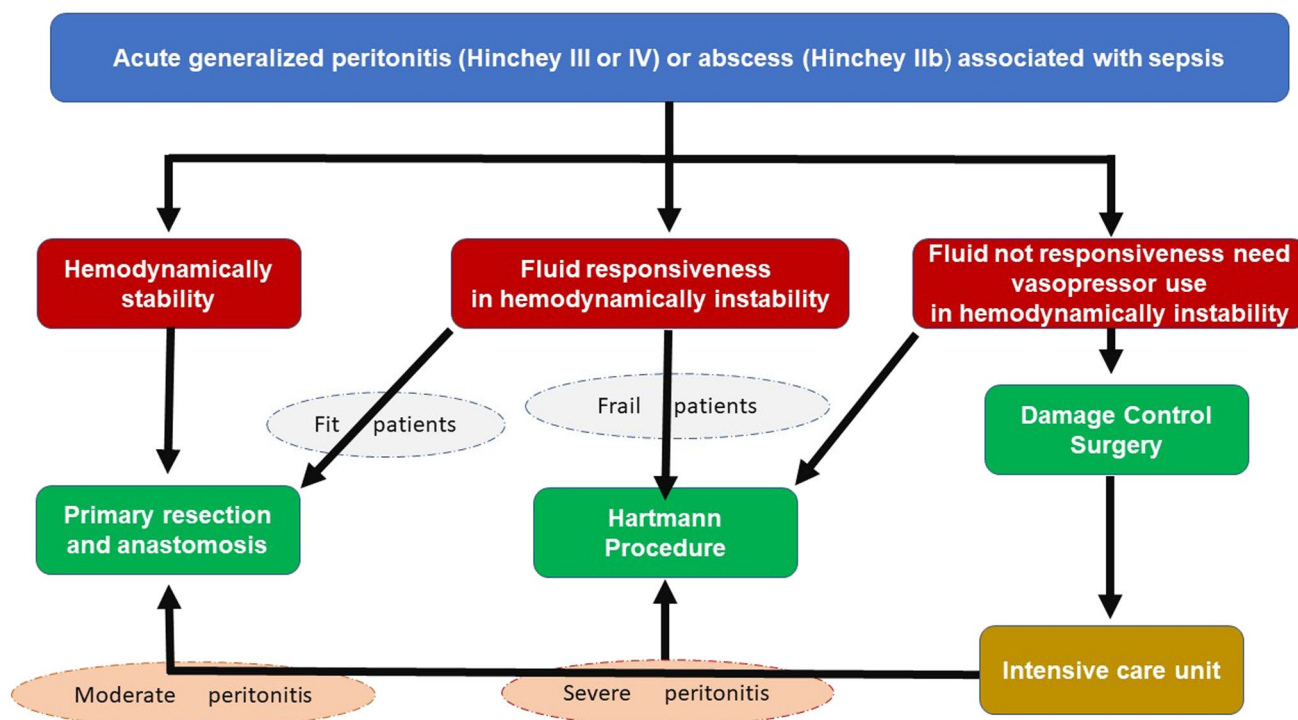 Acute generalized peritonitis (Hinchey III or IV) or abscess (Hinchey IIb) associated with sepsis
Hemodynamically
stability
Fluid responsiveness
in hemodynamically instability
Fluid not responsiveness need
vasopressor use
in hemodynamically instability
Fit patients
Frail patients
Damage Control
Surgery
Primary resection
and anastomosis
Hartmann
Procedure
Moderate peritonitis
Severe peritonitis
Intensive care unit